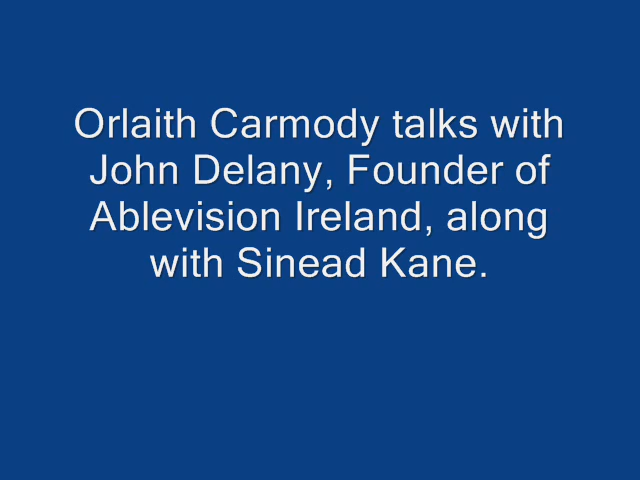 Orlaith Carmody talks with
John Delany, Founder of
Ablevision Ireland, along
with Sinead Kane.